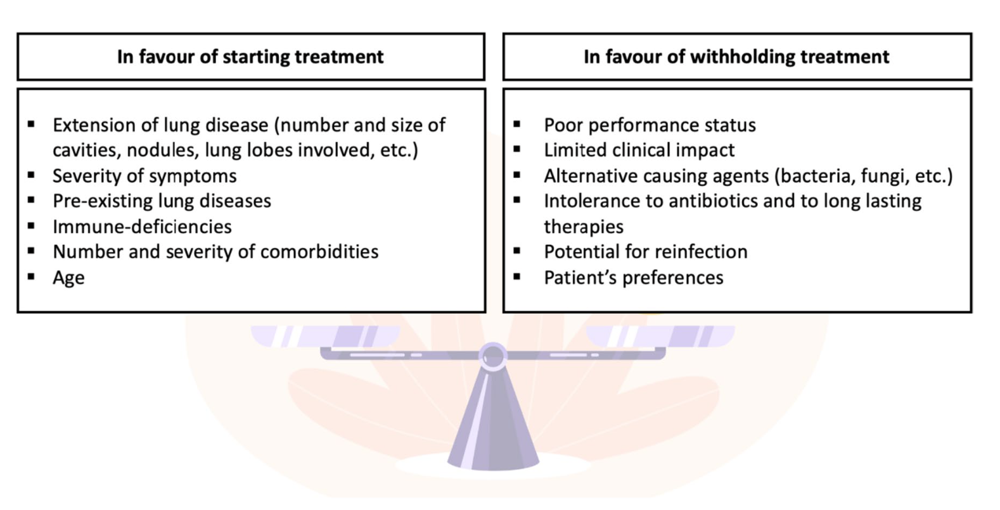 In favour of starting treatment
▪ Extension of lung disease (number and size of
cavities, nodules, lung lobes involved, etc.)
▪ Severity of symptoms
▪ Pre-existing lung diseases
▪ Immune-deficiencies
▪ Number and severity of comorbidities
▪ Age
In favour of withholding treatment
▪ Poor performance status
▪ Limited clinical impact
▪ Alternative causing agents (bacteria, fungi, etc.)
▪ Intolerance to antibiotics and to long lasting
therapies
▪ Potential for reinfection
▪ Patient’s preferences